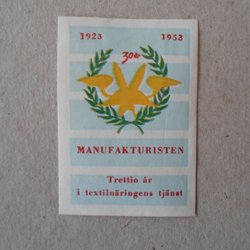 1923 1953
30 år
MANUFAKTURISTEN
Trettio år
i textilnäringens tjänst